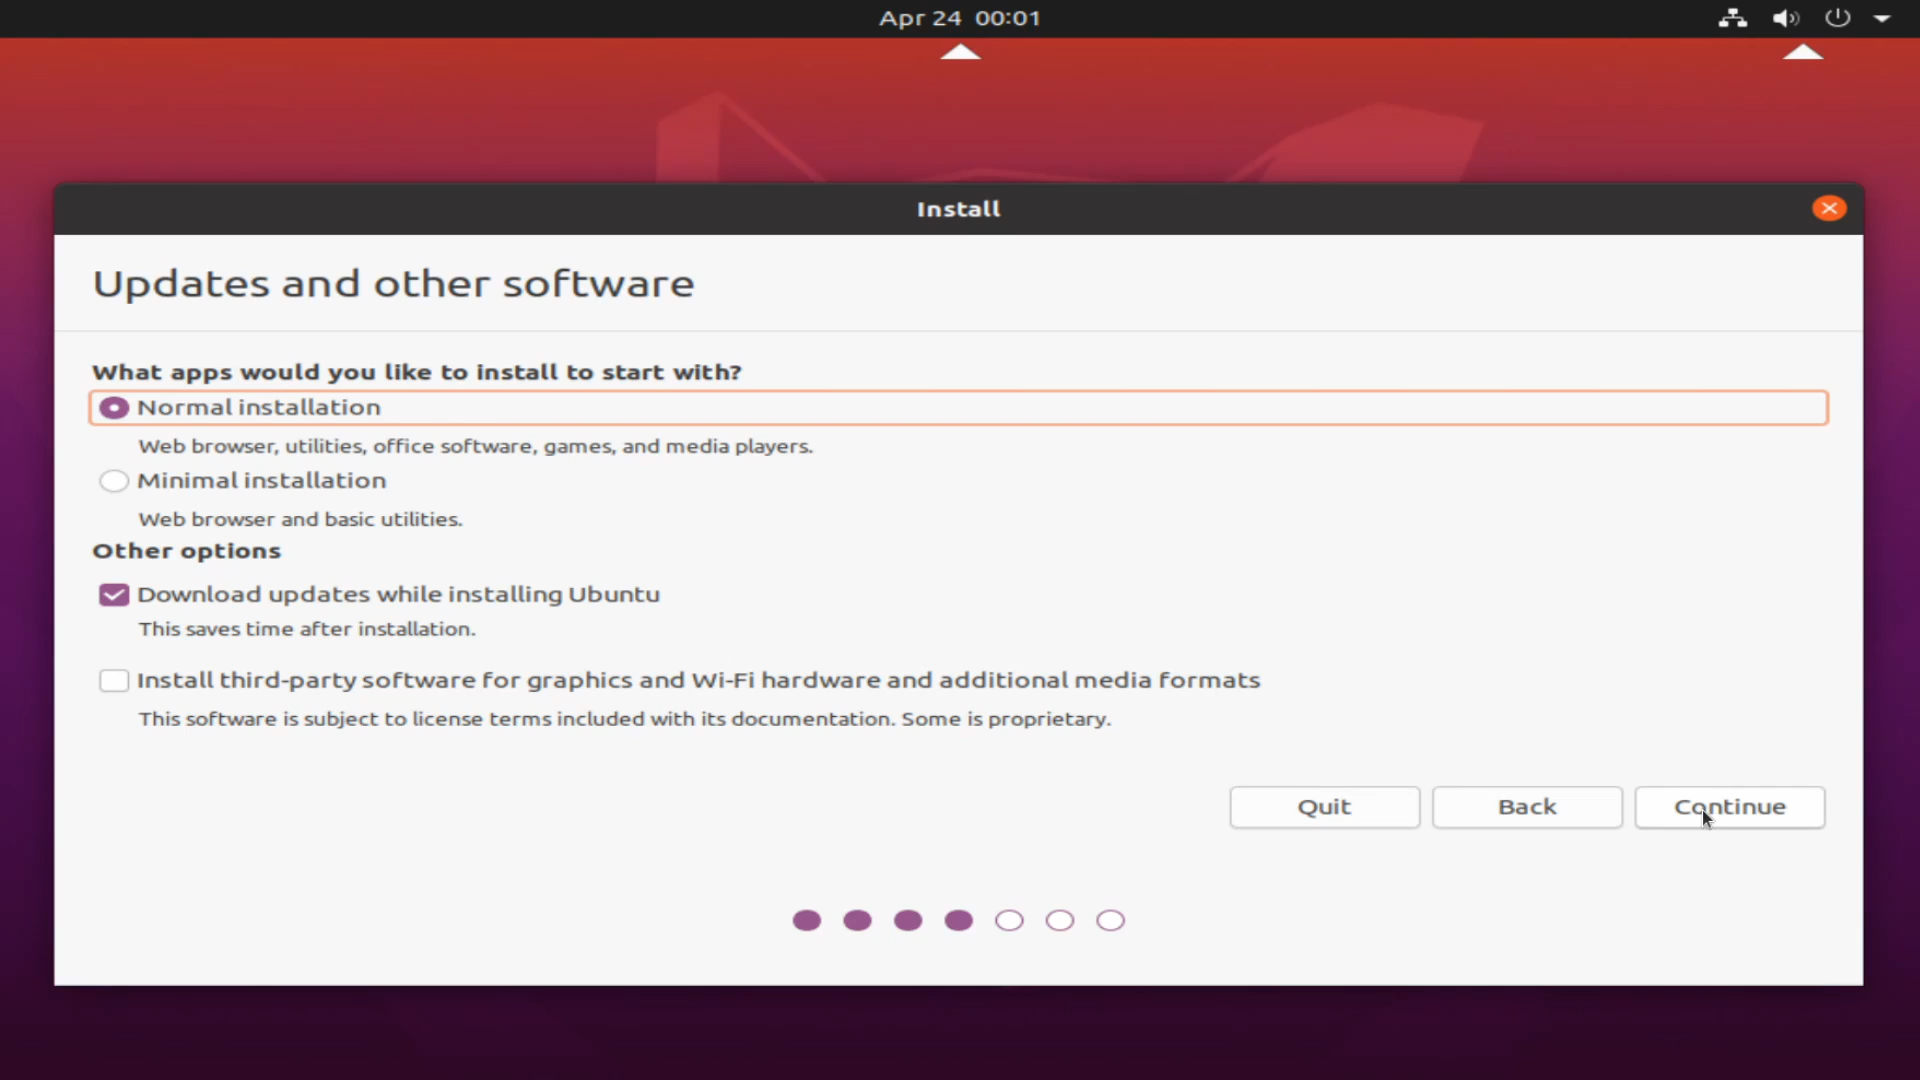 Apr 24 00:01
Install
Updates and other software
What apps would you like to install to start with?
Normal installation
Web browser, utilities, office software, games, and media players.
Minimal installation
Web browser and basic utilities.
Other options
Download updates while installing Ubuntu
This saves time after installation.
Install third-party software for graphics and Wi-Fi hardware and additional media formats
This software is subject to license terms included with its documentation. Some is proprietary.
Quit Back Continue